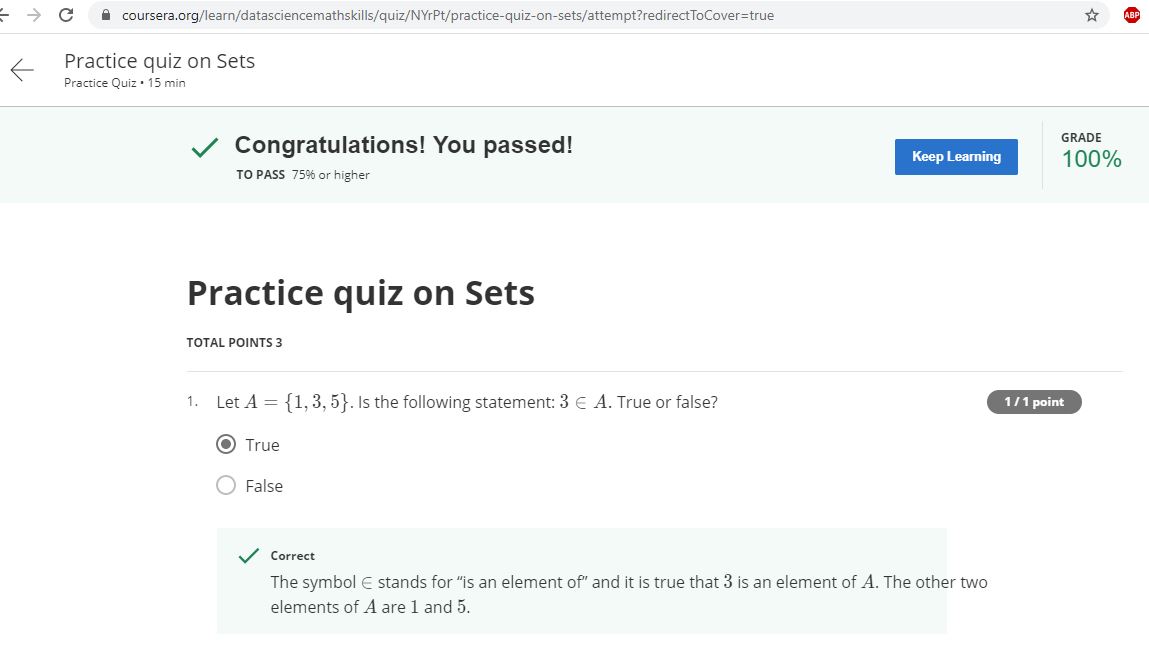 coursera.org/learn/datasciencemathskills/quiz/NYrPt/practice-quiz-on-sets/attempt?redirectToCover=true
ABP
Practice quiz on Sets
Practice Quiz • 15 min
Congratulations! You passed!
TO PASS 75% or higher
Keep Learning
GRADE
100%
Practice quiz on Sets
TOTAL POINTS 3
1. Let A = {1, 3, 5}. Is the following statement: 3 ∈ A. True or false?
1 / 1 point
True
False
Correct
The symbol ∈ stands for “is an element of” and it is true that 3 is an element of A. The other two
elements of A are 1 and 5.